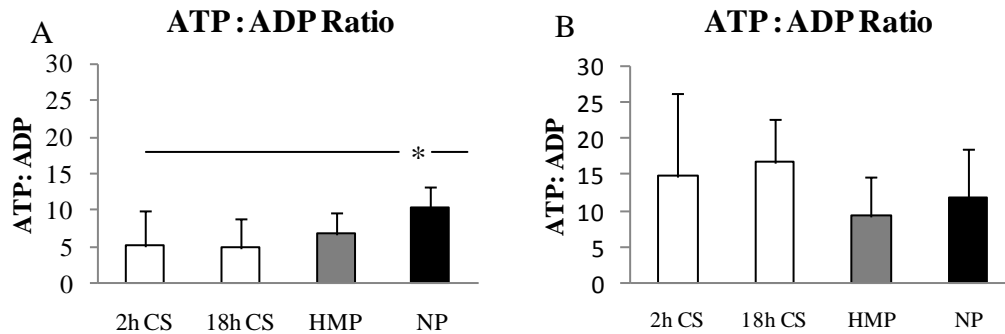 A
ATP : ADP Ratio
30
25
20
15
10
5
0
ATP: ADP
*
2h CS
18h CS
HMP
NP
B
ATP : ADP Ratio
30
25
20
15
10
5
0
ATP: ADP
2h CS
18h CS
HMP
NP